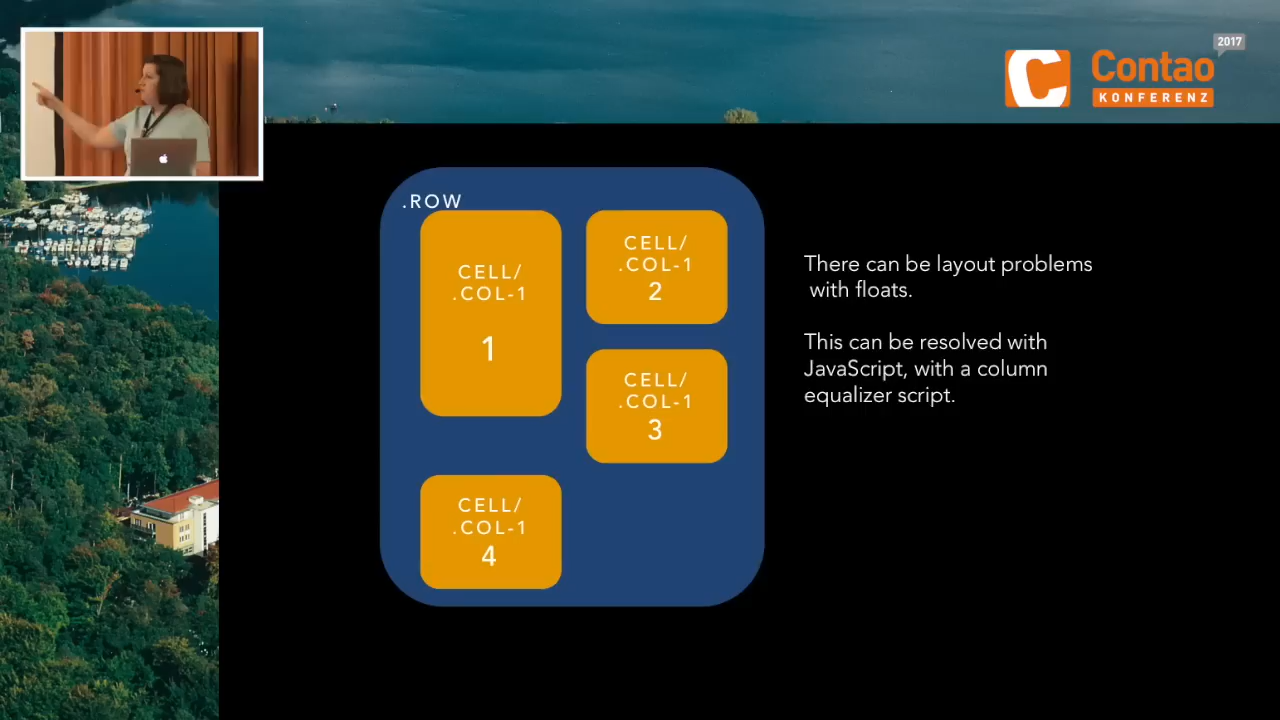 2017
Contao
KONFERENZ
.ROW
CELL/
.COL-1
1
CELL/
.COL-1
2
CELL/
.COL-1
3
CELL/
.COL-1
4
There can be layout problems
with floats.
This can be resolved with
JavaScript, with a column
equalizer script.